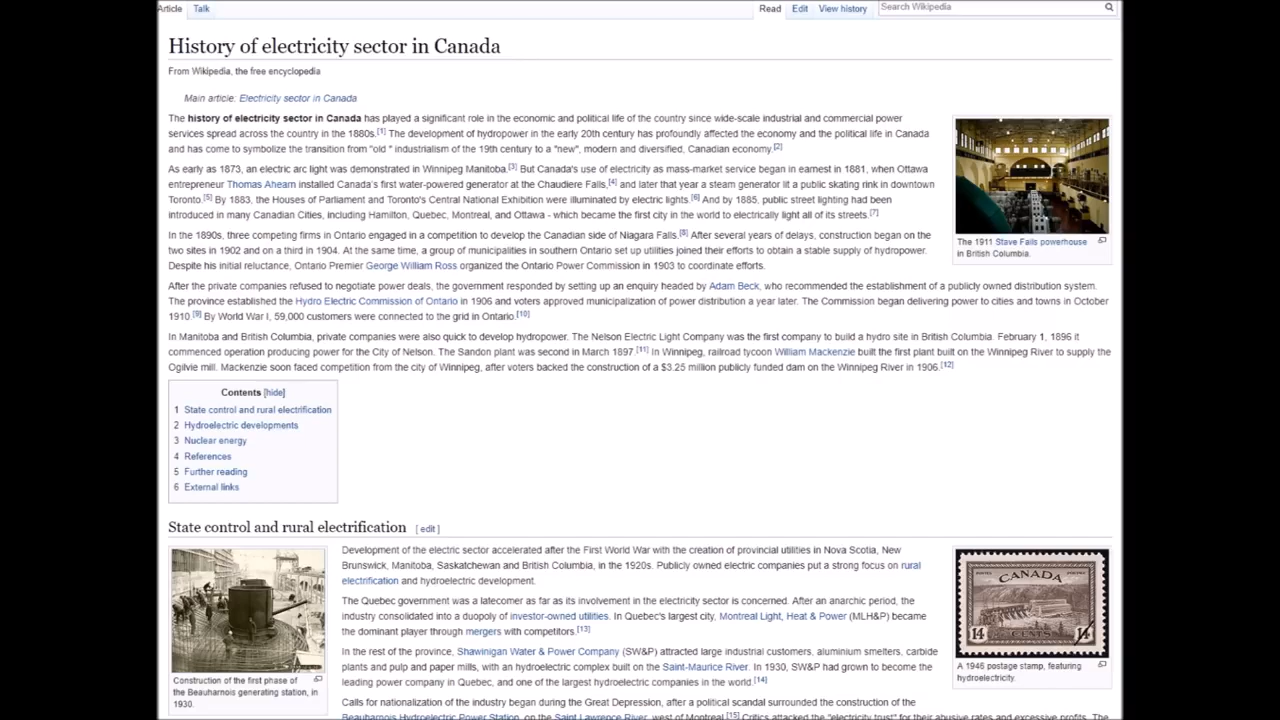 Article Talk Read Edit View history Search Wikipedia
History of electricity sector in Canada
From Wikipedia, the free encyclopedia
Main article: Electricity sector in Canada
The history of electricity sector in Canada has played a significant role in the economic and political life of the country since wide-scale industrial and commercial power
services spread across the country in the 1880s.[1] The development of hydropower in the early 20th century has profoundly affected the economy and the political life in Canada
and has come to symbolize the transition from "old " industrialism of the 19th century to a "new", modern and diversified, Canadian economy.[2]
As early as 1873, an electric arc light was demonstrated in Winnipeg Manitoba.[3] But Canada's use of electricity as mass-market service began in earnest in 1881, when Ottawa
entrepreneur Thomas Ahearn installed Canada's first water-powered generator at the Chaudiere Falls,[4] and later that year a steam generator lit a public skating rink in downtown
Toronto.[5] By 1883, the Houses of Parliament and Toronto's Central National Exhibition were illuminated by electric lights.[6] And by 1885, public street lighting had been
introduced in many Canadian Cities, including Hamilton, Quebec, Montreal, and Ottawa - which became the first city in the world to electrically light all of its streets.[7]
In the 1890s, three competing firms in Ontario engaged in a competition to develop the Canadian side of Niagara Falls.[8] After several years of delays, construction began on the
two sites in 1902 and on a third in 1904. At the same time, a group of municipalities in southern Ontario set up utilities joined their efforts to obtain a stable supply of hydropower.
Despite his initial reluctance, Ontario Premier George William Ross organized the Ontario Power Commission in 1903 to coordinate efforts.
The 1911 Stave Falls powerhouse
in British Columbia.
After the private companies refused to negotiate power deals, the government responded by setting up an enquiry headed by Adam Beck, who recommended the establishment of a publicly owned distribution system.
The province established the Hydro Electric Commission of Ontario in 1906 and voters approved municipalization of power distribution a year later. The Commission began delivering power to cities and towns in October
1910.[9] By World War I, 59,000 customers were connected to the grid in Ontario.[10]
In Manitoba and British Columbia, private companies were also quick to develop hydropower. The Nelson Electric Light Company was the first company to build a hydro site in British Columbia. February 1, 1896 it
commenced operation producing power for the City of Nelson. The Sandon plant was second in March 1897.[11] In Winnipeg, railroad tycoon William Mackenzie built the first plant built on the Winnipeg River to supply the
Ogilvie mill. Mackenzie soon faced competition from the city of Winnipeg, after voters backed the construction of a $3.25 million publicly funded dam on the Winnipeg River in 1906.[12]
Contents [hide]
1 State control and rural electrification
2 Hydroelectric developments
3 Nuclear energy
4 References
5 Further reading
6 External links
State control and rural electrification [ edit ]
Construction of the first phase of
the Beauharnois generating station, in
1930.
Development of the electric sector accelerated after the First World War with the creation of provincial utilities in Nova Scotia, New
Brunswick, Manitoba, Saskatchewan and British Columbia, in the 1920s. Publicly owned electric companies put a strong focus on rural
electrification and hydroelectric development.
The Quebec government was a latecomer as far as its involvement in the electricity sector is concerned. After an anarchic period, the
industry consolidated into a duopoly of investor-owned utilities. In Quebec's largest city, Montreal Light, Heat & Power (MLH&P) became
the dominant player through mergers with competitors.[13]
In the rest of the province, Shawinigan Water & Power Company (SW&P) attracted large industrial customers, aluminium smelters, carbide
plants and pulp and paper mills, with an hydroelectric complex built on the Saint-Maurice River. In 1930, SW&P had grown to become the
leading power company in Quebec, and one of the largest hydroelectric companies in the world.[14]
POSTES POSTAGE
CANADA
14 CENTS 14
A 1946 postage stamp, featuring
hydroelectricity.
Calls for nationalization of the industry began during the Great Depression, after a political scandal surrounded the construction of the
Beauharnois Hydroelectric Power Station, on the Saint Lawrence River, west of Montreal.[15] Critics attacked the "electricity trust" for their abusive rates and excessive profits. The